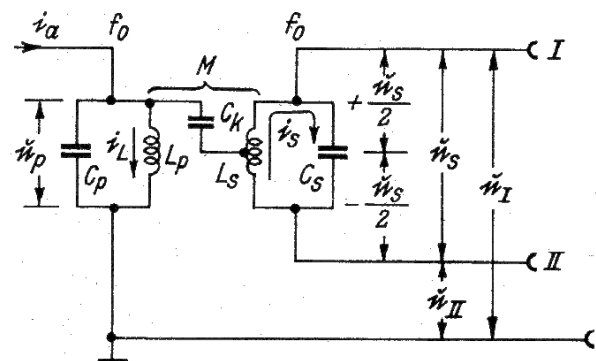 i_a
f_0
f_0
I
M
C_k
+ ŭ_s/2
i_s
ŭ_p
i_L
L_p
ŭ_s
ŭ_I
C_p
L_s
C_s
- ŭ_s/2
II
ŭ_II